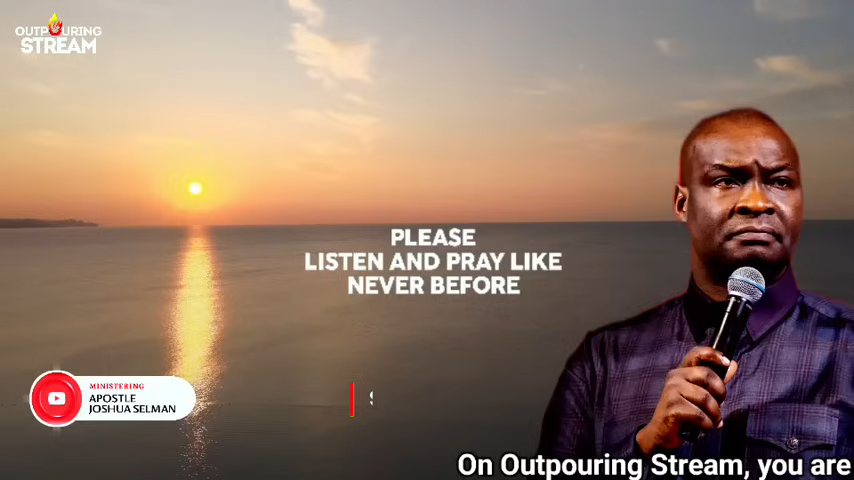 OUTPOURING
STREAM
PLEASE
LISTEN AND PRAY LIKE
NEVER BEFORE
MINISTERING
APOSTLE
JOSHUA SELMAN
On Outpouring Stream, you are